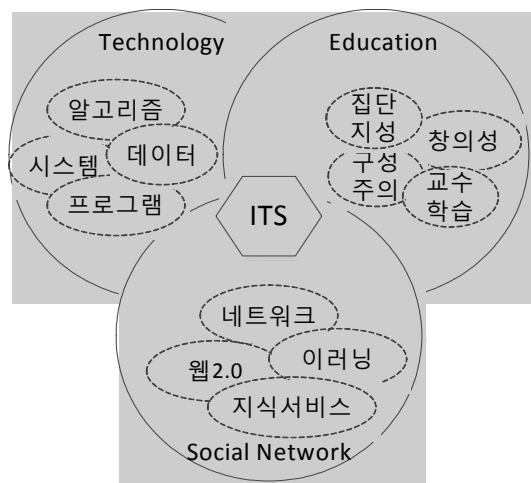 Technology
Education
알고리즘
시스템
데이터
프로그램
집단
지성
창의성
구성
주의
교수
학습
ITS
네트워크
웹2.0
이러닝
지식서비스
Social Network